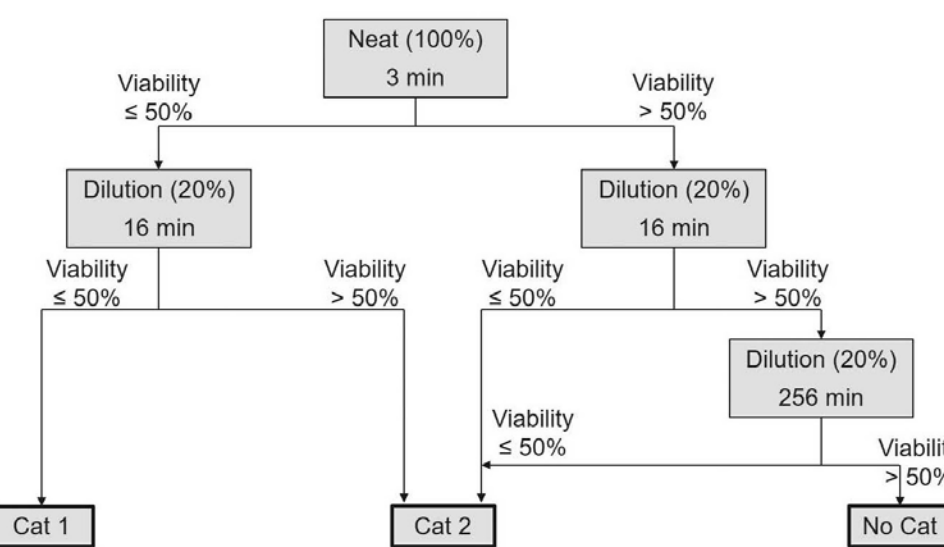 Neat (100%)
3 min
Viability
≤ 50%
Viability
> 50%
Dilution (20%)
16 min
Dilution (20%)
16 min
Viability
≤ 50%
Viability
> 50%
Viability
≤ 50%
Viability
> 50%
Dilution (20%)
256 min
Viability
≤ 50%
Viabilit
> 50%
Cat 1
Cat 2
No Cat